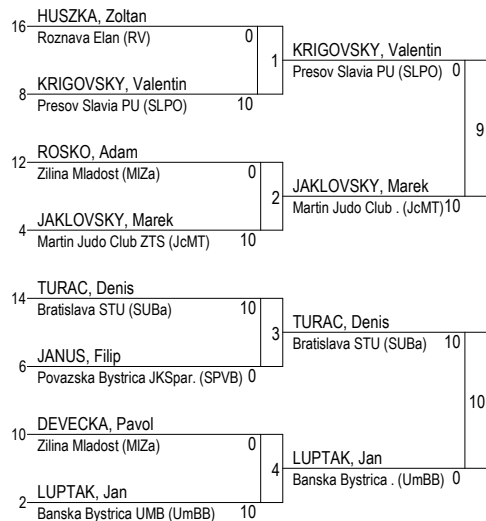 16 HUSZKA, Zoltan
Roznava Elan (RV) 0
1
8 KRIGOVSKY, Valentin
Presov Slavia PU (SLPO) 10
KRIGOVSKY, Valentin
Presov Slavia PU (SLPO) 0
9
12 ROSKO, Adam
Zilina Mladost (MIZa) 0
2
4 JAKLOVSKY, Marek
Martin Judo Club ZTS (JcMT) 10
JAKLOVSKY, Marek
Martin Judo Club . (JcMT) 10
14 TURAC, Denis
Bratislava STU (SUBa) 10
3
6 JANUS, Filip
Povazska Bystrica JKSpar. (SPVB) 0
TURAC, Denis
Bratislava STU (SUBa) 10
10
10 DEVECKA, Pavol
Zilina Mladost (MIZa) 0
4
2 LUPTAK, Jan
Banska Bystrica UMB (UmBB) 10
LUPTAK, Jan
Banska Bystrica . (UmBB) 0